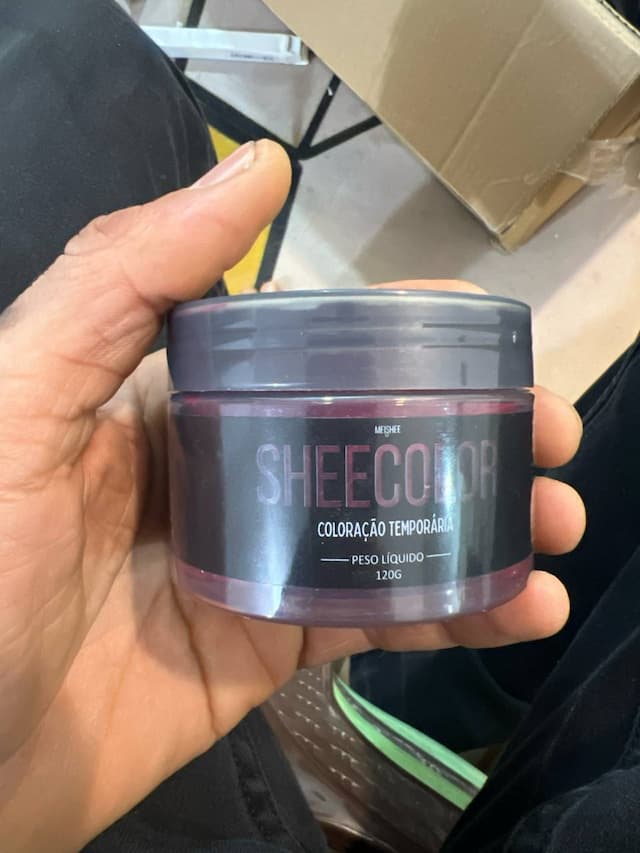 MEISHEE
SHEECOLOR
COLORAÇÃO TEMPORÁRIA
PESO LÍQUIDO
120G